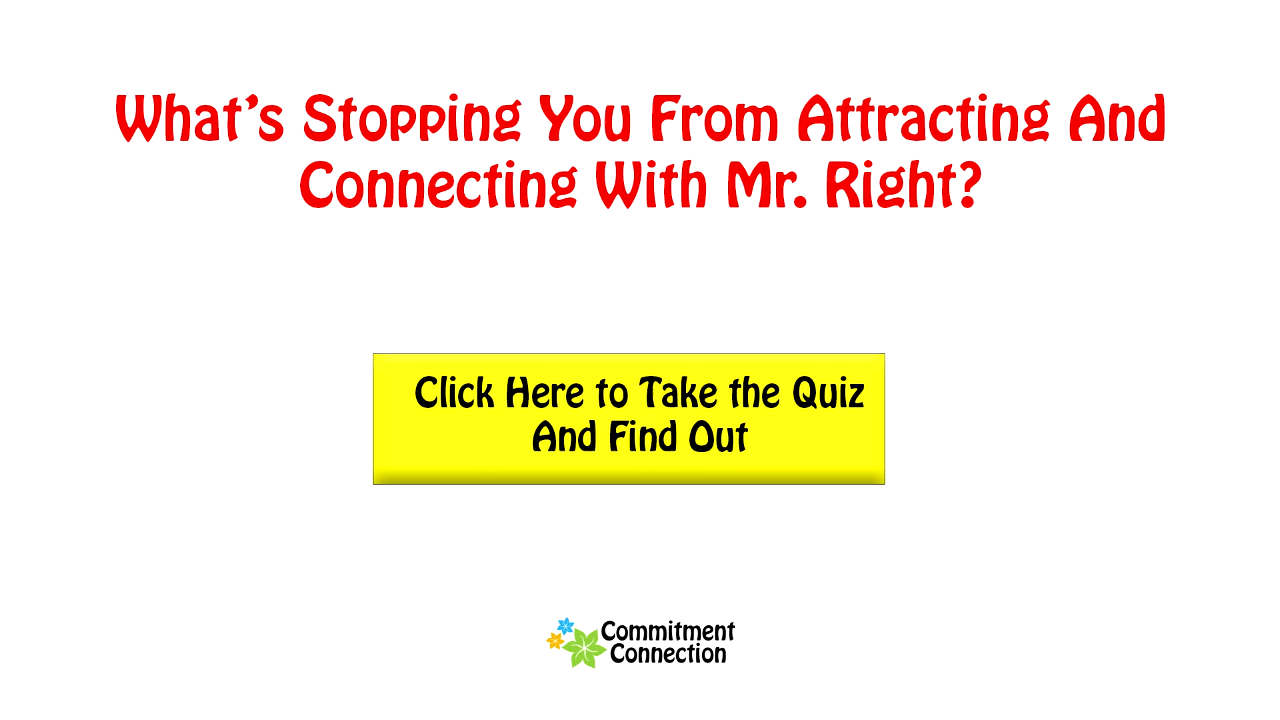 What's Stopping You From Attracting And
Connecting With Mr. Right?
Click Here to Take the Quiz
And Find Out
Commitment
Connection